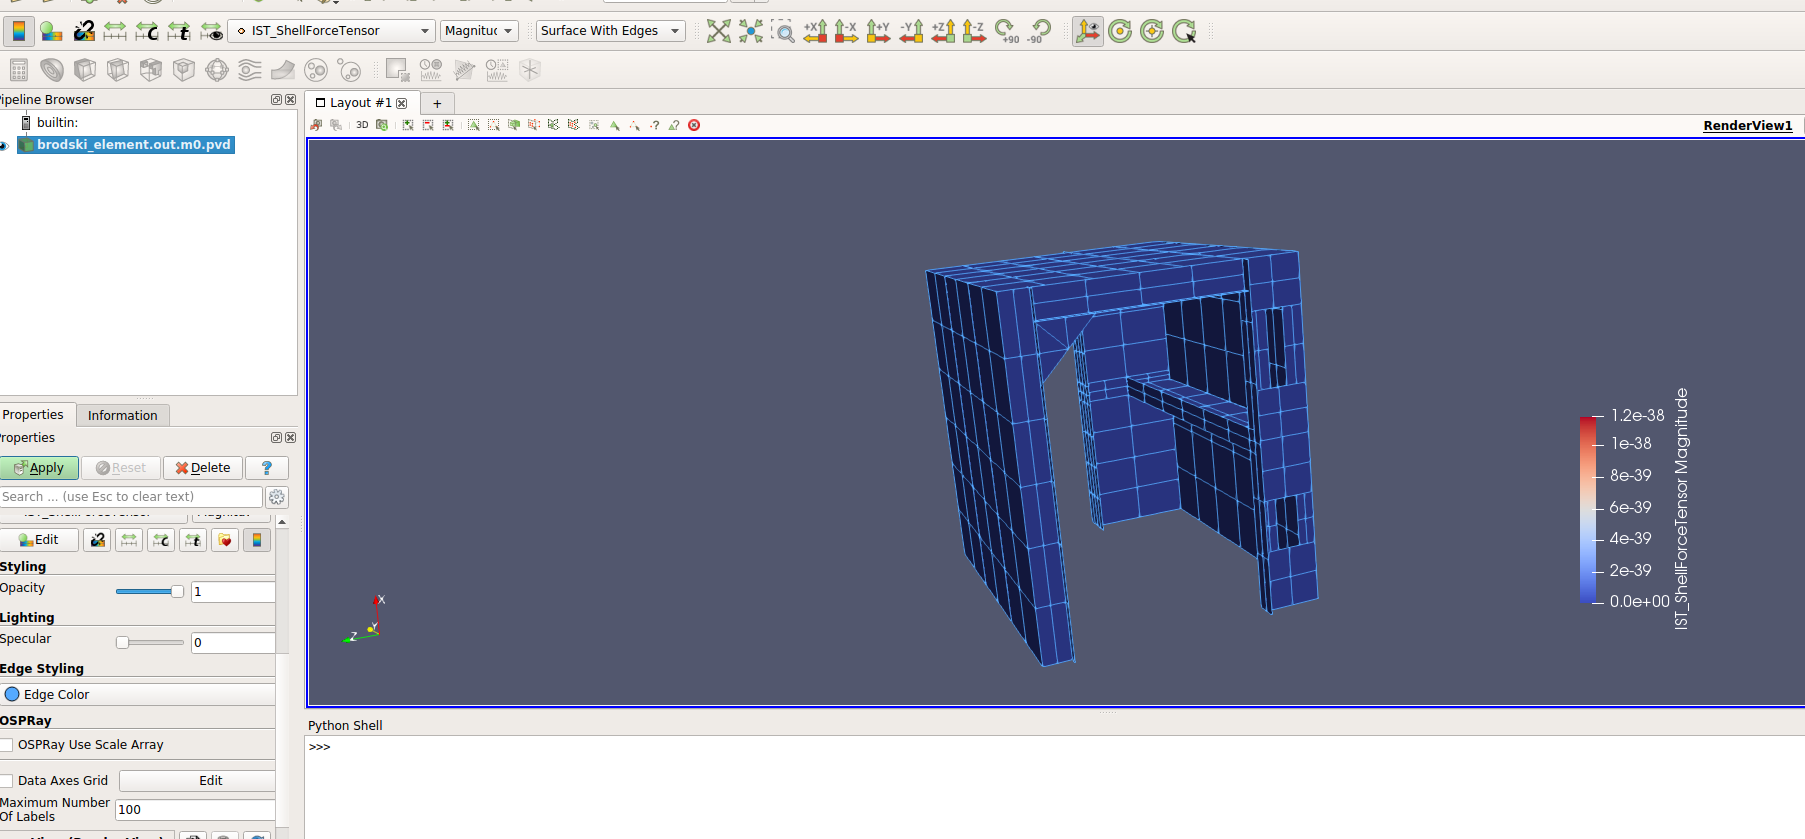 IST_ShellForceTensor
Magnituc
Surface With Edges
+X
-X
+Y
-Y
+Z
-Z
+90
-90
ipeline Browser
Layout #1
+
builtin:
3D
RenderView1
brodski_element.out.m0.pvd
Properties
Information
roperties
Apply
Reset
Delete
?
Search ... (use Esc to clear text)
Edit
Styling
Opacity
1
Lighting
Specular
0
Edge Styling
Edge Color
OSPRay
OSPRay Use Scale Array
Data Axes Grid
Edit
Maximum Number
Of Labels
100
X
Y
Z
1.2e-38
1e-38
8e-39
6e-39
4e-39
2e-39
0.0e+00
IST_ShellForceTensor Magnitude
Python Shell
>>>